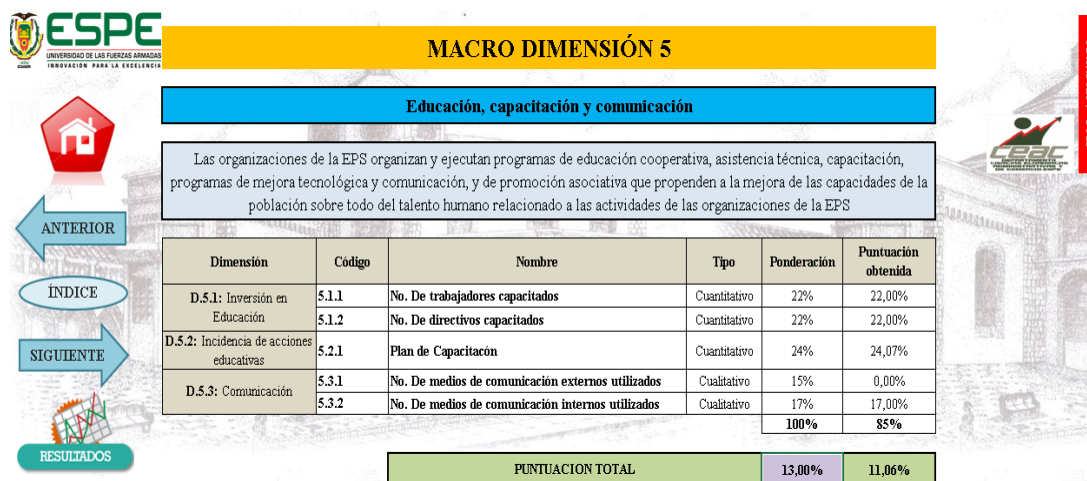 ESPE
UNIVERSIDAD DE LAS FUERZAS ARMADAS
INNOVACIÓN PARA LA EXCELENCIA
MACRO DIMENSIÓN 5
Educación, capacitación y comunicación
Las organizaciones de la EPS organizan y ejecutan programas de educación cooperativa, asistencia técnica, capacitación,
programas de mejora tecnológica y comunicación, y de promoción asociativa que propenden a la mejora de las capacidades de la
población sobre todo del talento humano relacionado a las actividades de las organizaciones de la EPS
ceac
DEPARTAMENTO
CIENCIAS ECONÓMICAS
ADMINISTRATIVAS Y
DE COMERCIO ESPE
ANTERIOR
ÍNDICE
SIGUIENTE
RESULTADOS
Dimensión Código Nombre Tipo Ponderación Puntuación obtenida
D.5.1: Inversión en Educación
5.1.1 No. De trabajadores capacitados Cuantitativo 22% 22,00%
5.1.2 No. De directivos capacitados Cuantitativo 22% 22,00%
D.5.2: Incidencia de acciones educativas
5.2.1 Plan de Capacitacón Cuantitativo 24% 24,07%
D.5.3: Comunicación
5.3.1 No. De medios de comunicación externos utilizados Cualitativo 15% 0,00%
5.3.2 No. De medios de comunicación internos utilizados Cualitativo 17% 17,00%
100% 85%
PUNTUACION TOTAL 13,00% 11,06%